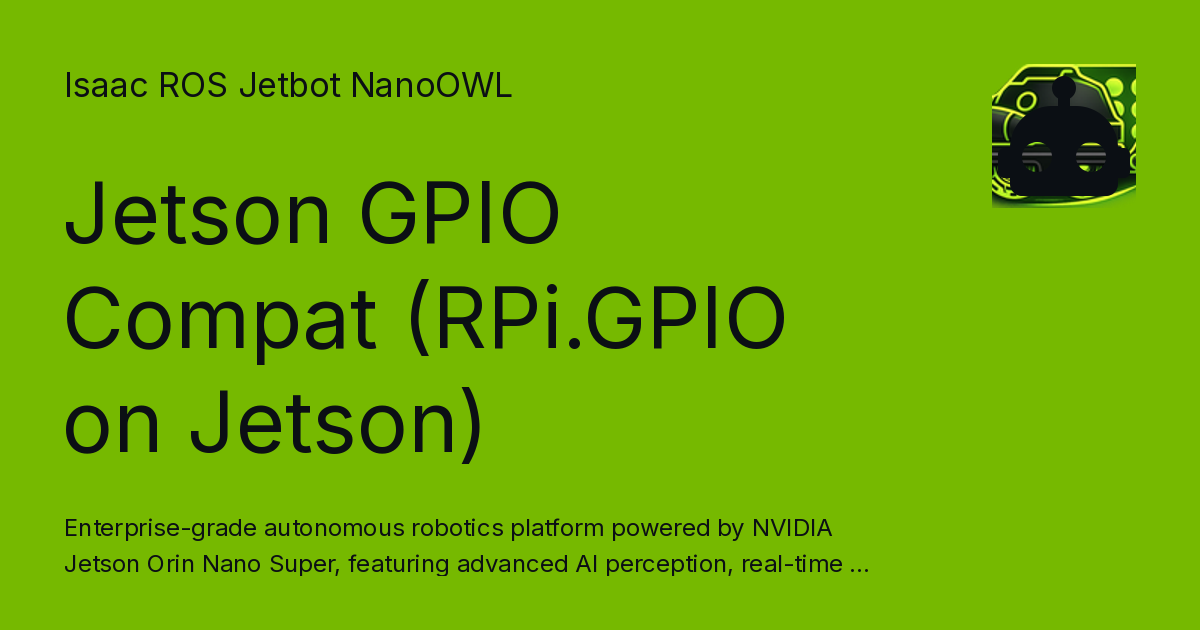 Isaac ROS Jetbot NanoOWL
Jetson GPIO
Compat (RPi.GPIO
on Jetson)
Enterprise-grade autonomous robotics platform powered by NVIDIA
Jetson Orin Nano Super, featuring advanced AI perception, real-time ...